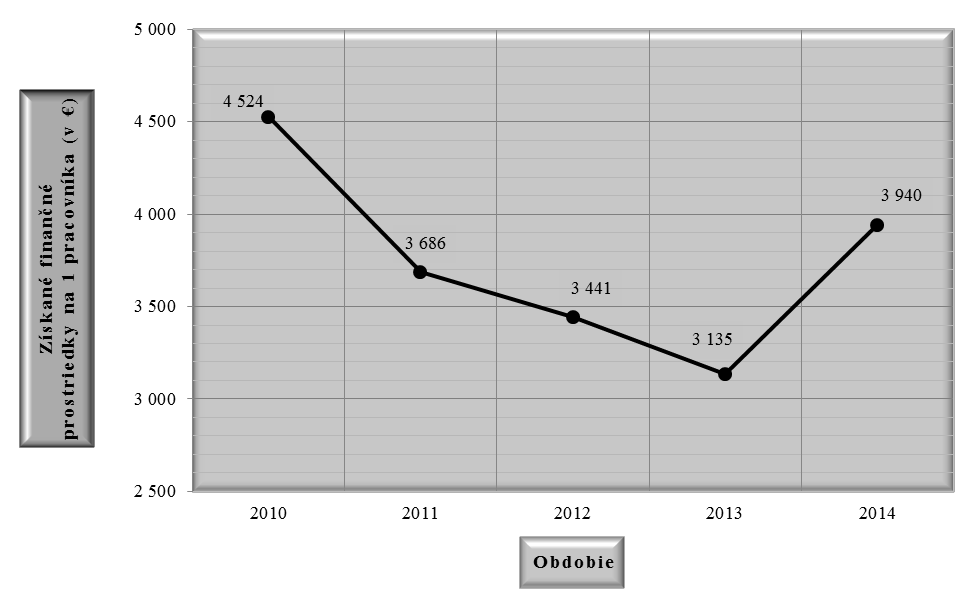 Získané finančné
prostriedky na 1 pracovníka (v €)
5 000
4 500
4 000
3 500
3 000
2 500
4 524
3 686
3 441
3 135
3 940
2010 2011 2012 2013 2014
Obdobie